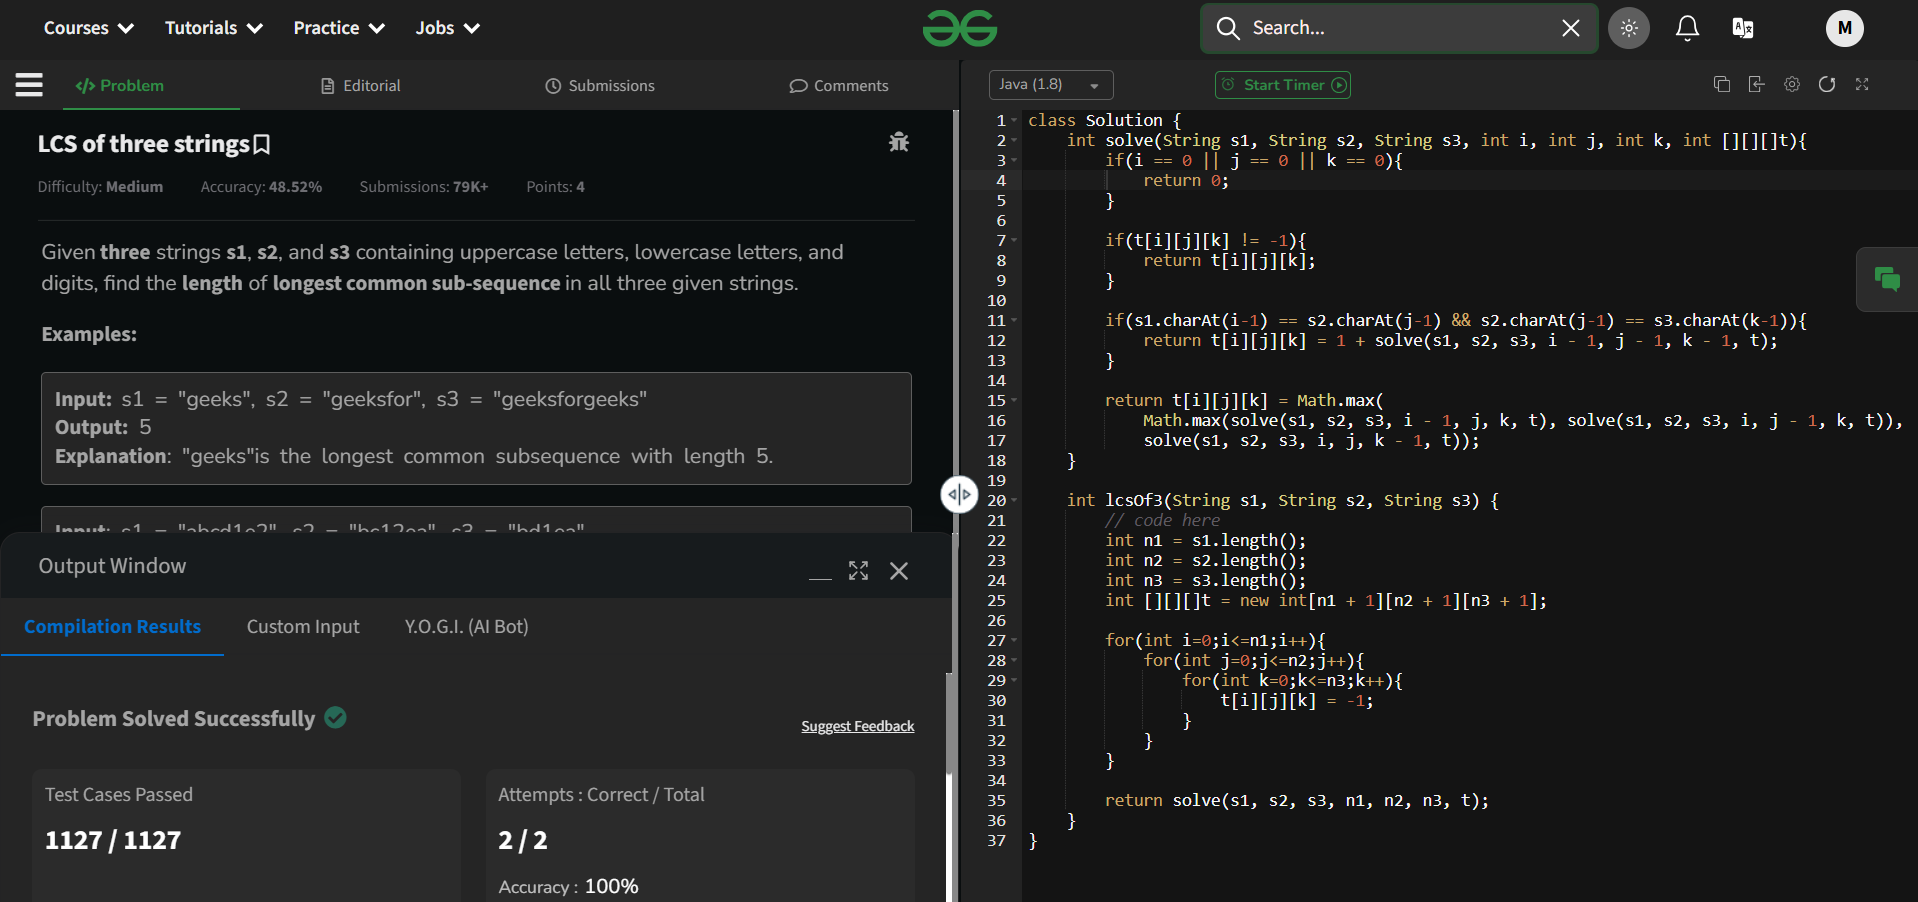 Courses Tutorials Practice Jobs
Search...
M
Problem Editorial Submissions Comments
Java (1.8)
Start Timer
LCS of three strings
Difficulty: Medium Accuracy: 48.52% Submissions: 79K+ Points: 4
Given three strings s1, s2, and s3 containing uppercase letters, lowercase letters, and
digits, find the length of longest common sub-sequence in all three given strings.
Examples:
Input: s1 = "geeks", s2 = "geeksfor", s3 = "geeksforgeeks"
Output: 5
Explanation: "geeks"is the longest common subsequence with length 5.
Input: s1 = "abcd1e2", s2 = "bc12ea", s3 = "bd1ea"
Output Window
Compilation Results Custom Input Y.O.G.I. (AI Bot)
Problem Solved Successfully
Suggest Feedback
Test Cases Passed
1127 / 1127
Attempts : Correct / Total
2 / 2
Accuracy : 100%
1 class Solution {
2 int solve(String s1, String s2, String s3, int i, int j, int k, int [][][]t){
3 if(i == 0 || j == 0 || k == 0){
4 return 0;
5 }
6
7 if(t[i][j][k] != -1){
8 return t[i][j][k];
9 }
10
11 if(s1.charAt(i-1) == s2.charAt(j-1) && s2.charAt(j-1) == s3.charAt(k-1)){
12 return t[i][j][k] = 1 + solve(s1, s2, s3, i - 1, j - 1, k - 1, t);
13 }
14
15 return t[i][j][k] = Math.max(
16 Math.max(solve(s1, s2, s3, i - 1, j, k, t), solve(s1, s2, s3, i, j - 1, k, t)),
17 solve(s1, s2, s3, i, j, k - 1, t));
18 }
19
20 int lcsOf3(String s1, String s2, String s3) {
21 // code here
22 int n1 = s1.length();
23 int n2 = s2.length();
24 int n3 = s3.length();
25 int [][][]t = new int[n1 + 1][n2 + 1][n3 + 1];
26
27 for(int i=0;i<=n1;i++){
28 for(int j=0;j<=n2;j++){
29 for(int k=0;k<=n3;k++){
30 t[i][j][k] = -1;
31 }
32 }
33 }
34
35 return solve(s1, s2, s3, n1, n2, n3, t);
36 }
37 }